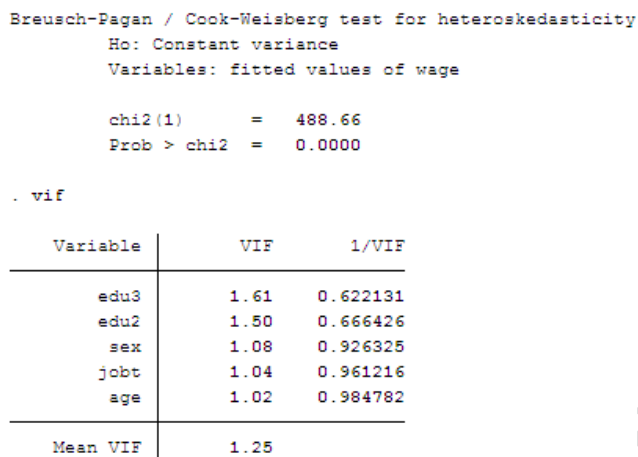 Breusch-Pagan / Cook-Weisberg test for heteroskedasticity
Ho: Constant variance
Variables: fitted values of wage
chi2(1) = 488.66
Prob > chi2 = 0.0000
. vif
Variable VIF 1/VIF
edu3 1.61 0.622131
edu2 1.50 0.666426
sex 1.08 0.926325
jobt 1.04 0.961216
age 1.02 0.984782
Mean VIF 1.25